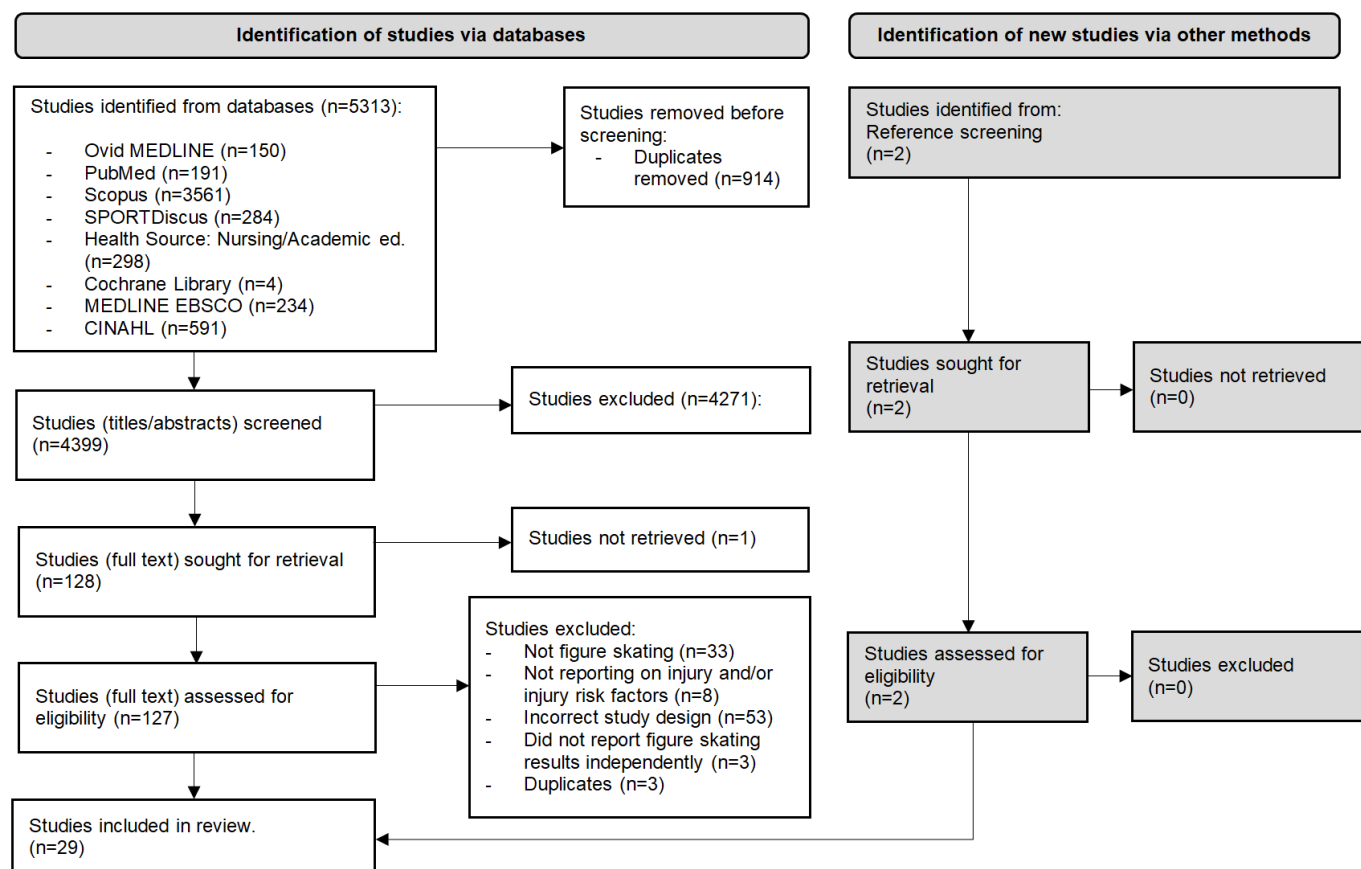 Identification of studies via databases
Studies identified from databases (n=5313):
- Ovid MEDLINE (n=150)
- PubMed (n=191)
- Scopus (n=3561)
- SPORTDiscus (n=284)
- Health Source: Nursing/Academic ed.
(n=298)
- Cochrane Library (n=4)
- MEDLINE EBSCO (n=234)
- CINAHL (n=591)
Studies removed before
screening:
- Duplicates
removed (n=914)
Studies (titles/abstracts) screened
(n=4399)
Studies excluded (n=4271):
Studies (full text) sought for retrieval
(n=128)
Studies not retrieved (n=1)
Studies (full text) assessed for
eligibility (n=127)
Studies excluded:
- Not figure skating (n=33)
- Not reporting on injury and/or
injury risk factors (n=8)
- Incorrect study design (n=53)
- Did not report figure skating
results independently (n=3)
- Duplicates (n=3)
Studies included in review.
(n=29)
Identification of new studies via other methods
Studies identified from:
Reference screening
(n=2)
Studies sought for
retrieval
(n=2)
Studies not retrieved
(n=0)
Studies assessed for
eligibility
(n=2)
Studies excluded
(n=0)